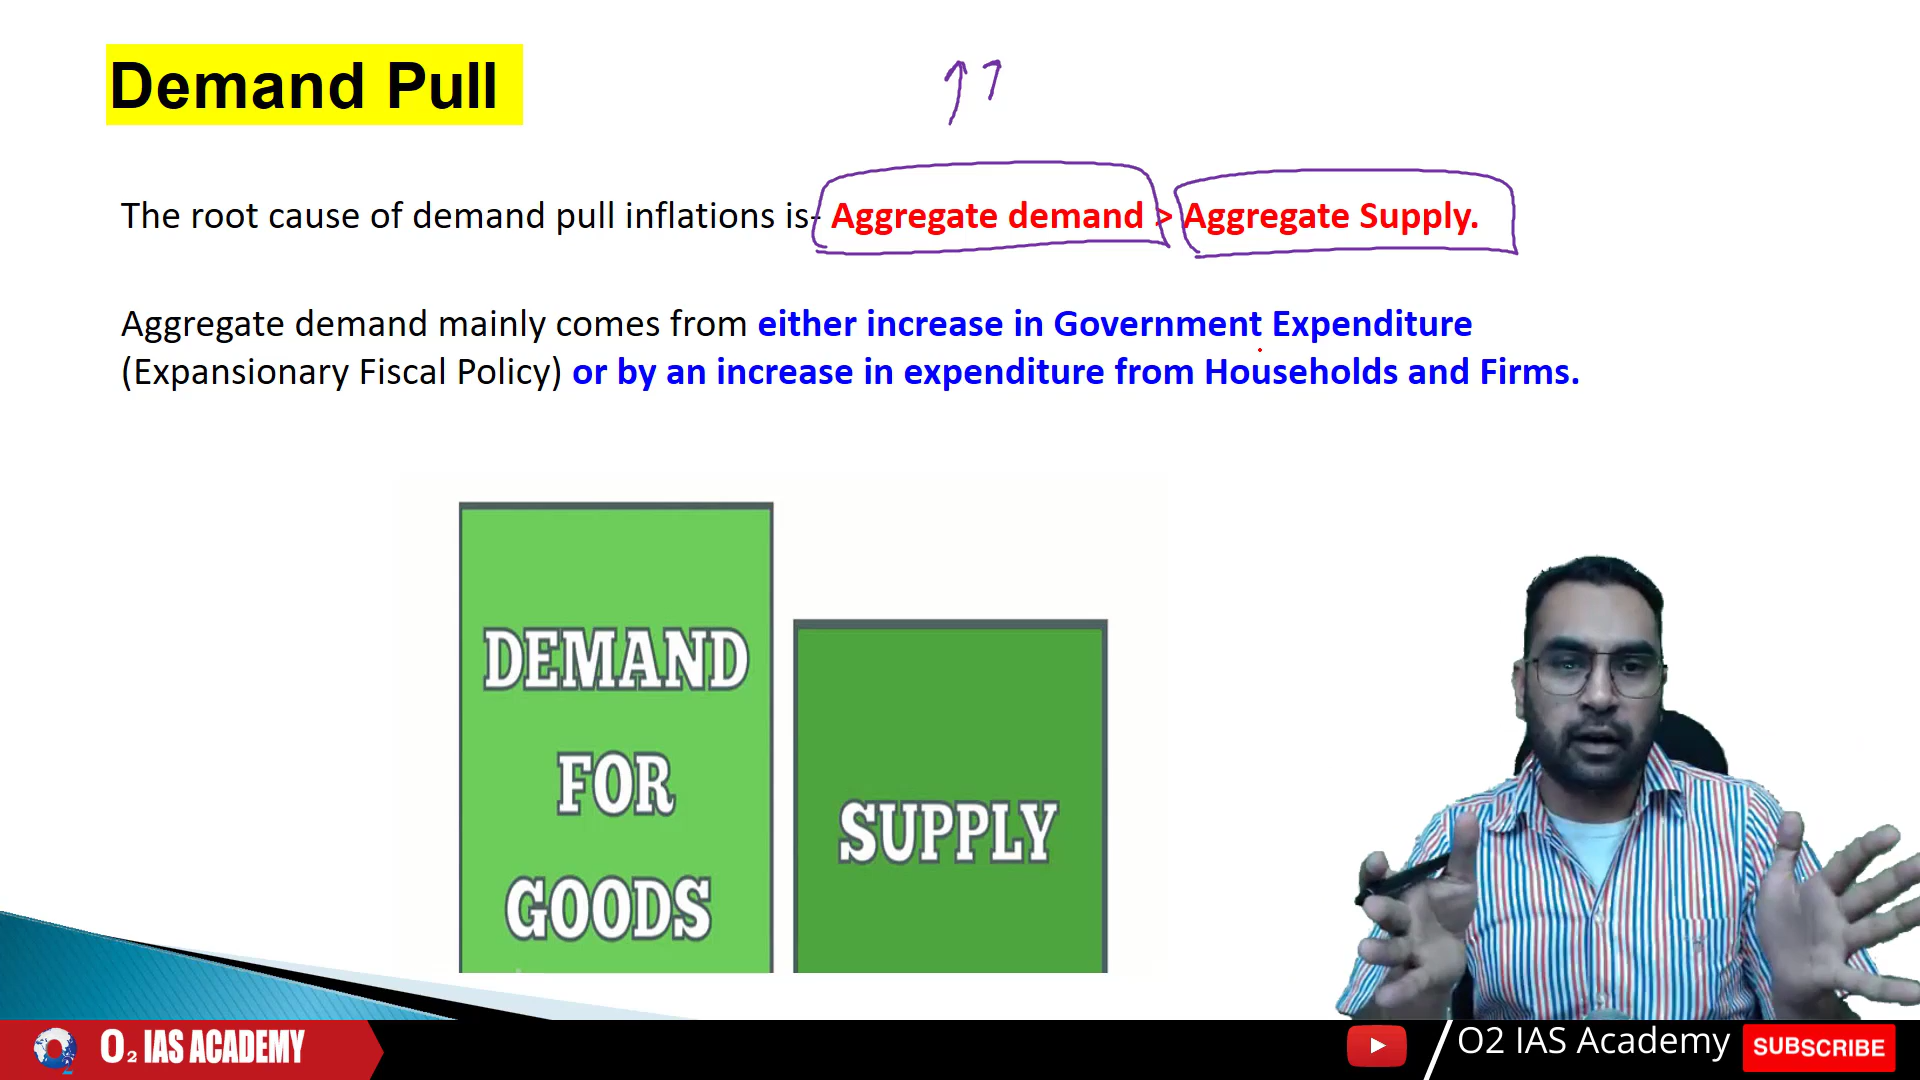 Demand Pull
The root cause of demand pull inflations is- Aggregate demand > Aggregate Supply.
Aggregate demand mainly comes from either increase in Government Expenditure
(Expansionary Fiscal Policy) or by an increase in expenditure from Households and Firms.
DEMAND
FOR
GOODS
SUPPLY
O2 IAS ACADEMY
O2 IAS Academy
SUBSCRIBE